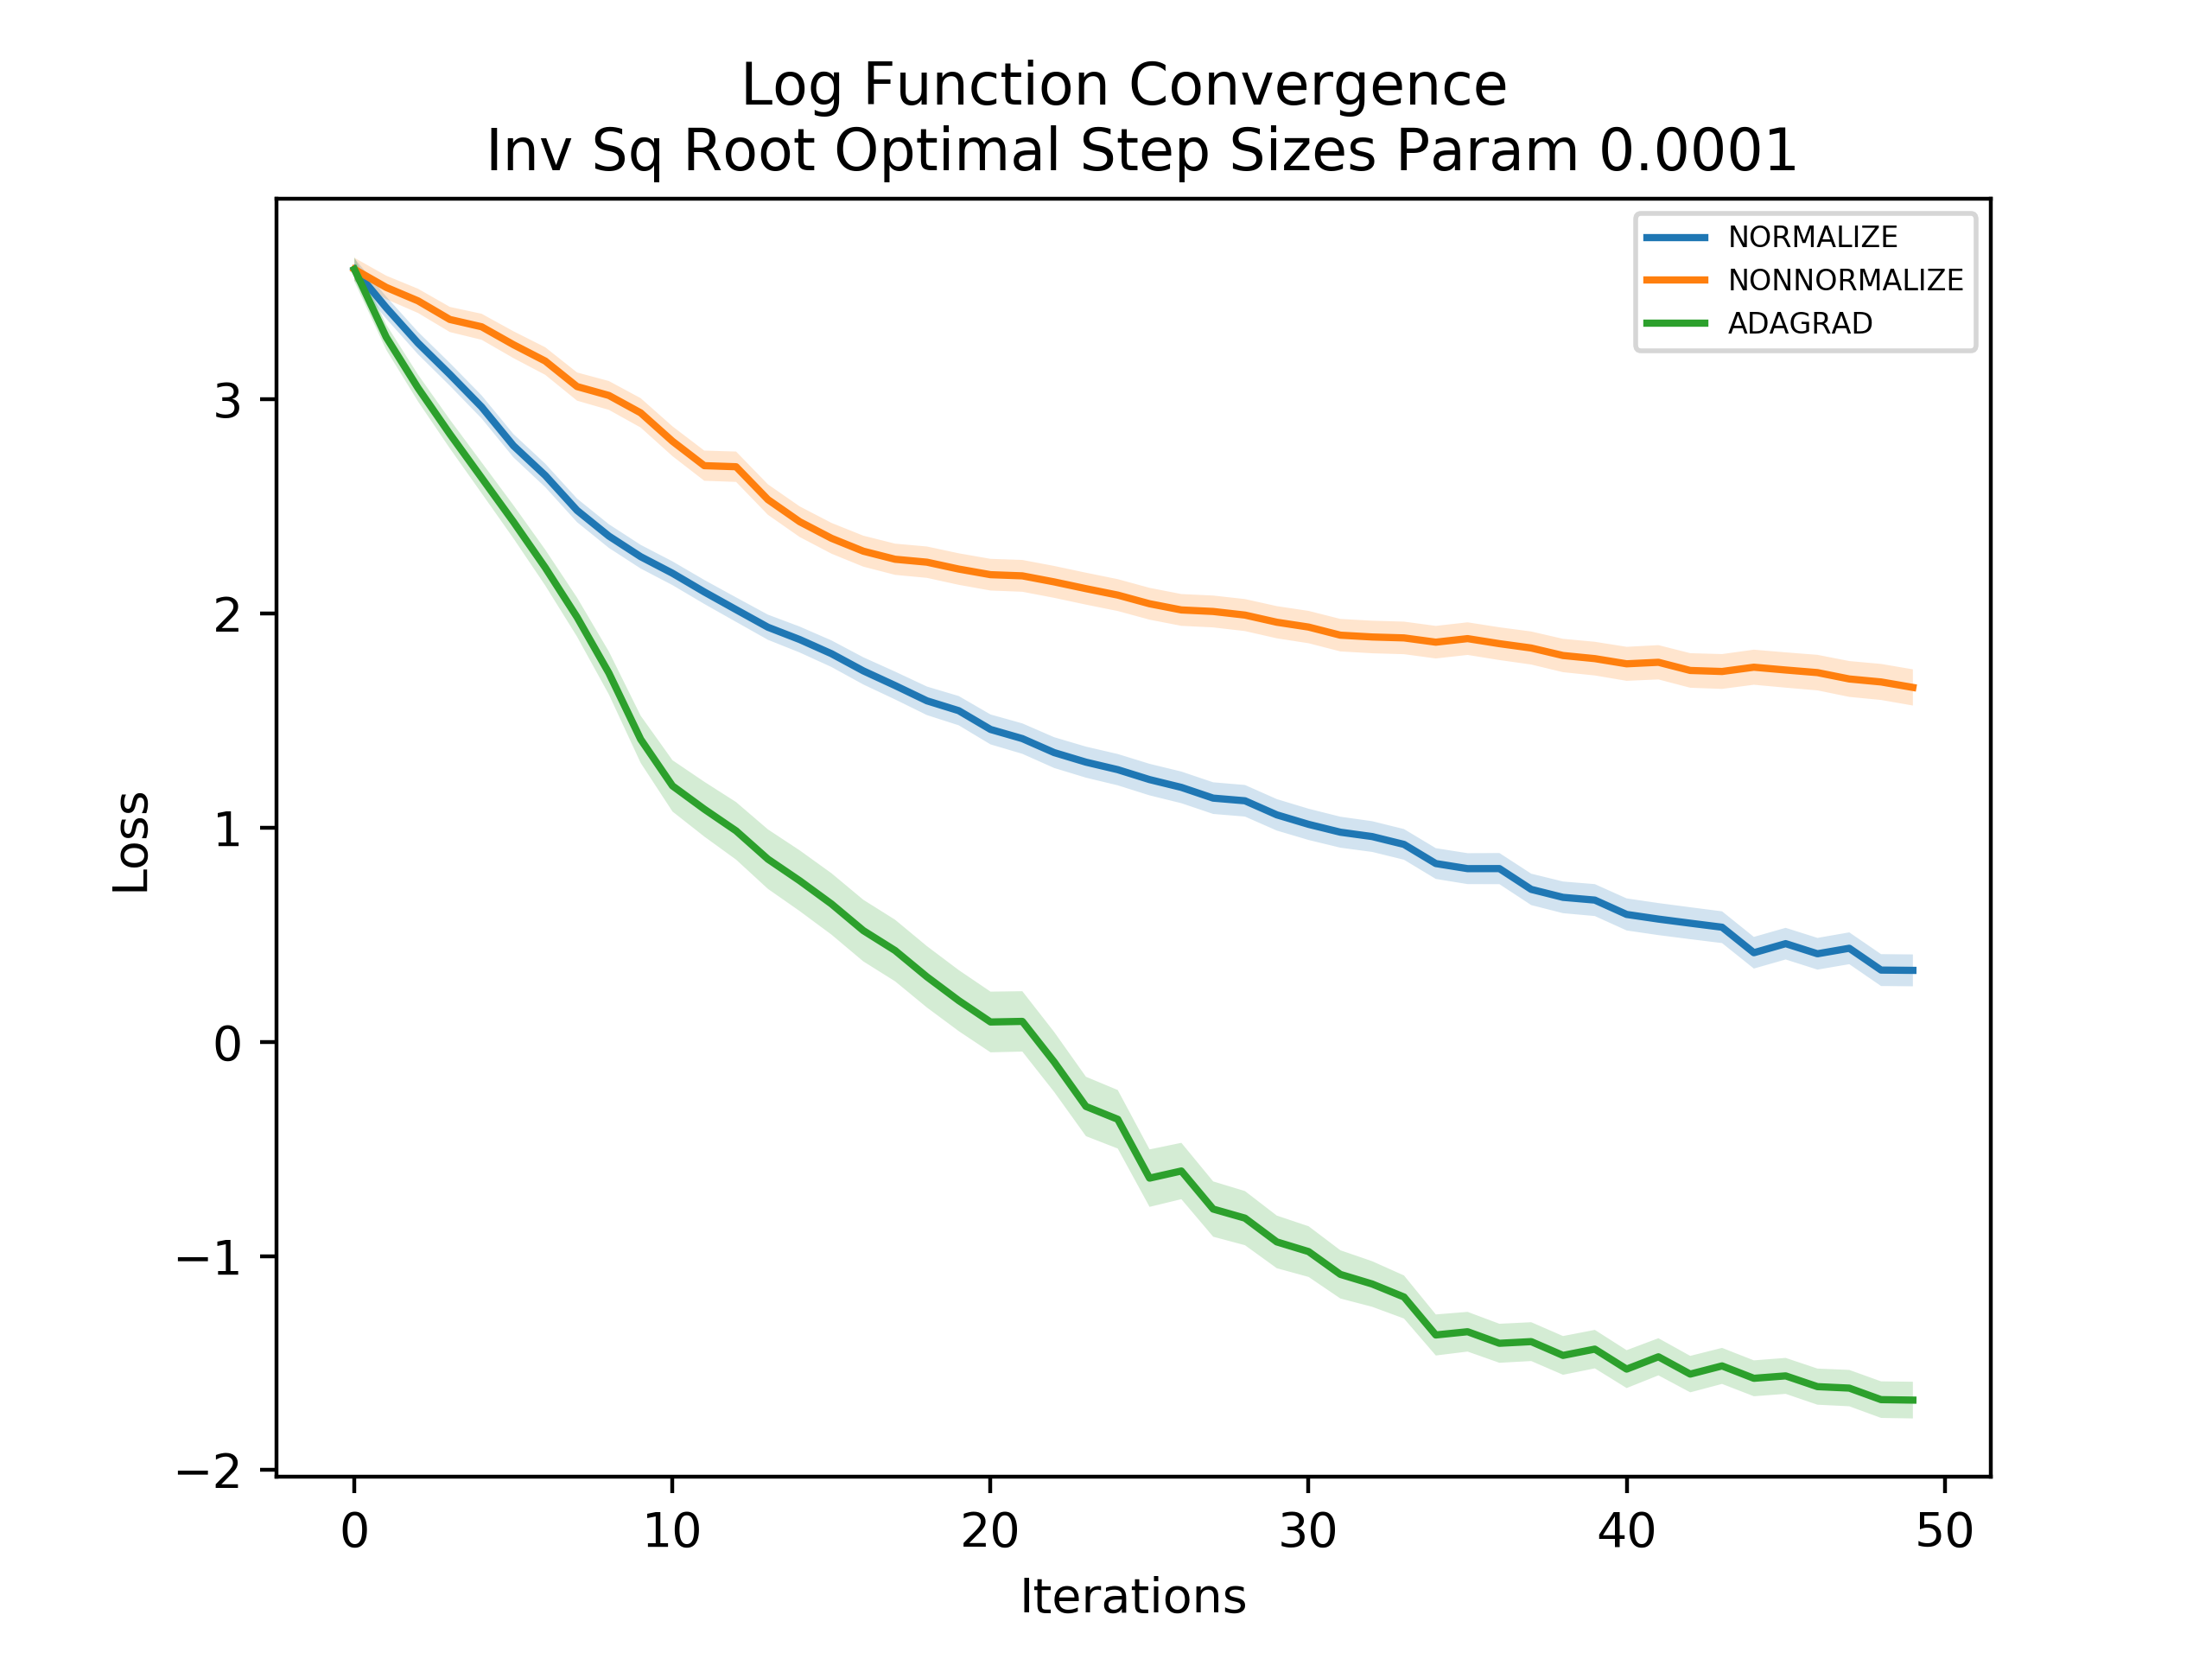 Log Function Convergence
Inv Sq Root Optimal Step Sizes Param 0.0001
NORMALIZE
NONNORMALIZE
ADAGRAD
3
2
1
0
−1
−2
Loss
0 10 20 30 40 50
Iterations